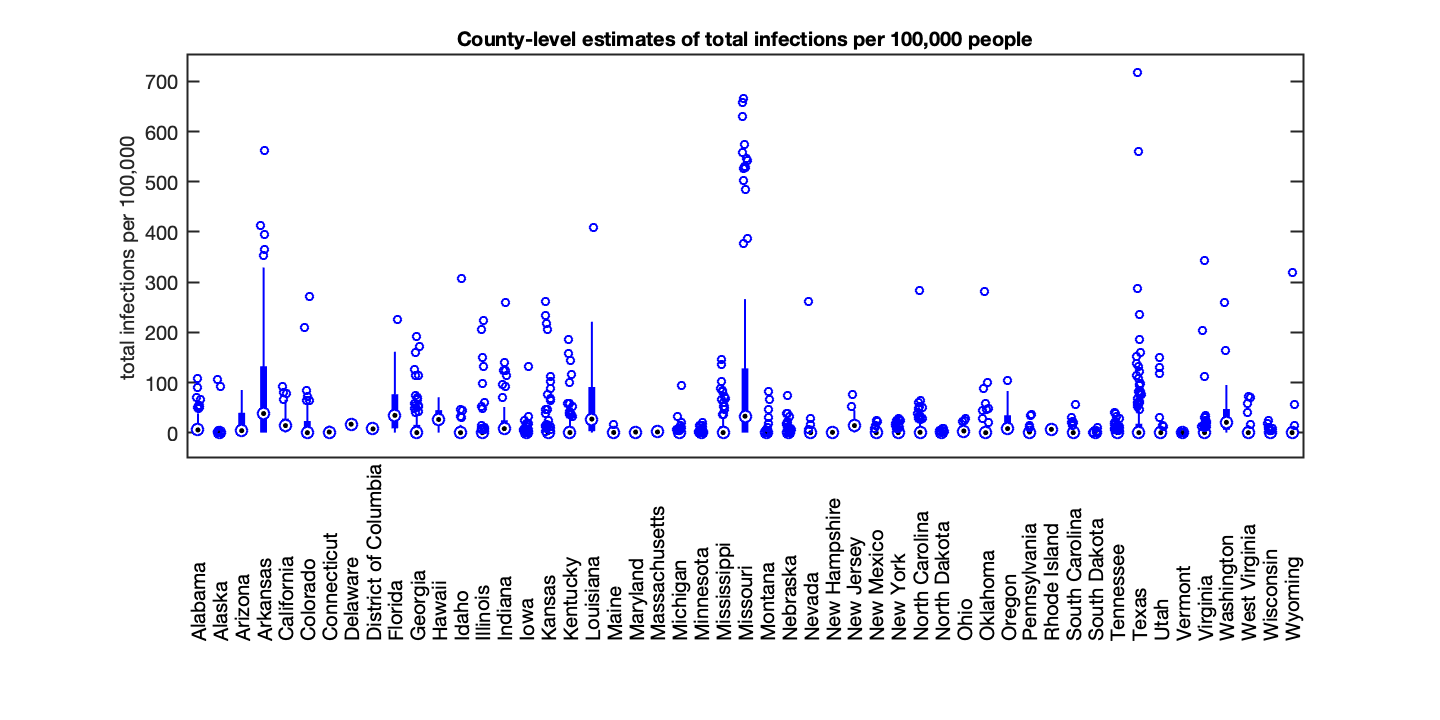 County-level estimates of total infections per 100,000 people
total infections per 100,000
700
600
500
400
300
200
100
0
Alabama
Alaska
Arizona
Arkansas
California
Colorado
Connecticut
Delaware
District of Columbia
Florida
Georgia
Hawaii
Idaho
Illinois
Indiana
Iowa
Kansas
Kentucky
Louisiana
Maine
Maryland
Massachusetts
Michigan
Minnesota
Mississippi
Missouri
Montana
Nebraska
Nevada
New Hampshire
New Jersey
New Mexico
New York
North Carolina
North Dakota
Ohio
Oklahoma
Oregon
Pennsylvania
Rhode Island
South Carolina
South Dakota
Tennessee
Texas
Utah
Vermont
Virginia
Washington
West Virginia
Wisconsin
Wyoming